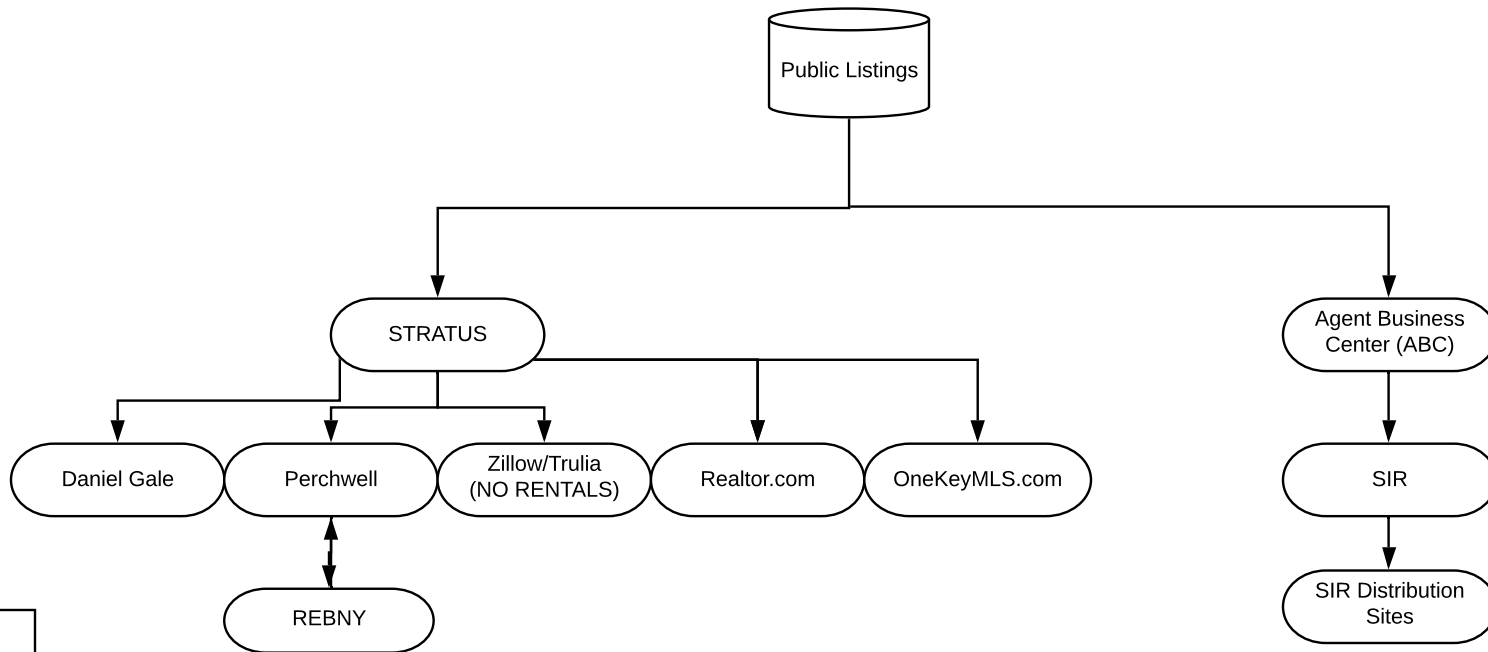 Public Listings
STRATUS
Agent Business
Center (ABC)
Daniel Gale
Perchwell
Zillow/Trulia
(NO RENTALS)
Realtor.com
OneKeyMLS.com
SIR
REBNY
SIR Distribution
Sites